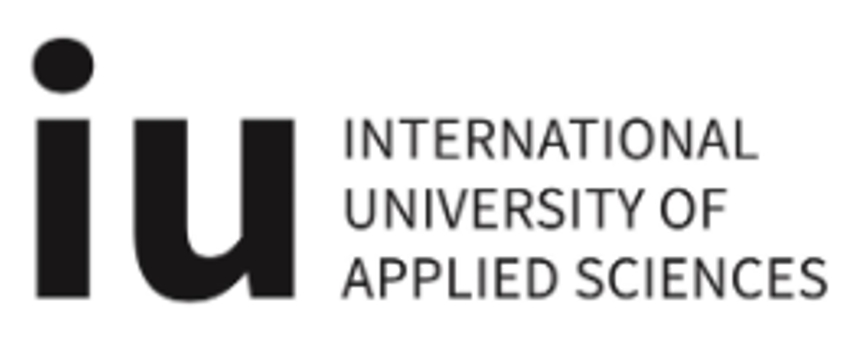 iu
INTERNATIONAL
UNIVERSITY OF
APPLIED SCIENCES